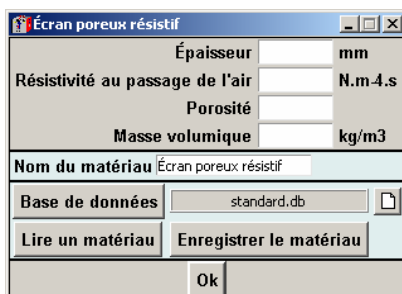 Écran poreux résistif
Épaisseur mm
Résistivité au passage de l'air N.m-4.s
Porosité
Masse volumique kg/m3
Nom du matériau Écran poreux résistif
Base de données standard.db
Lire un matériau Enregistrer le matériau
Ok